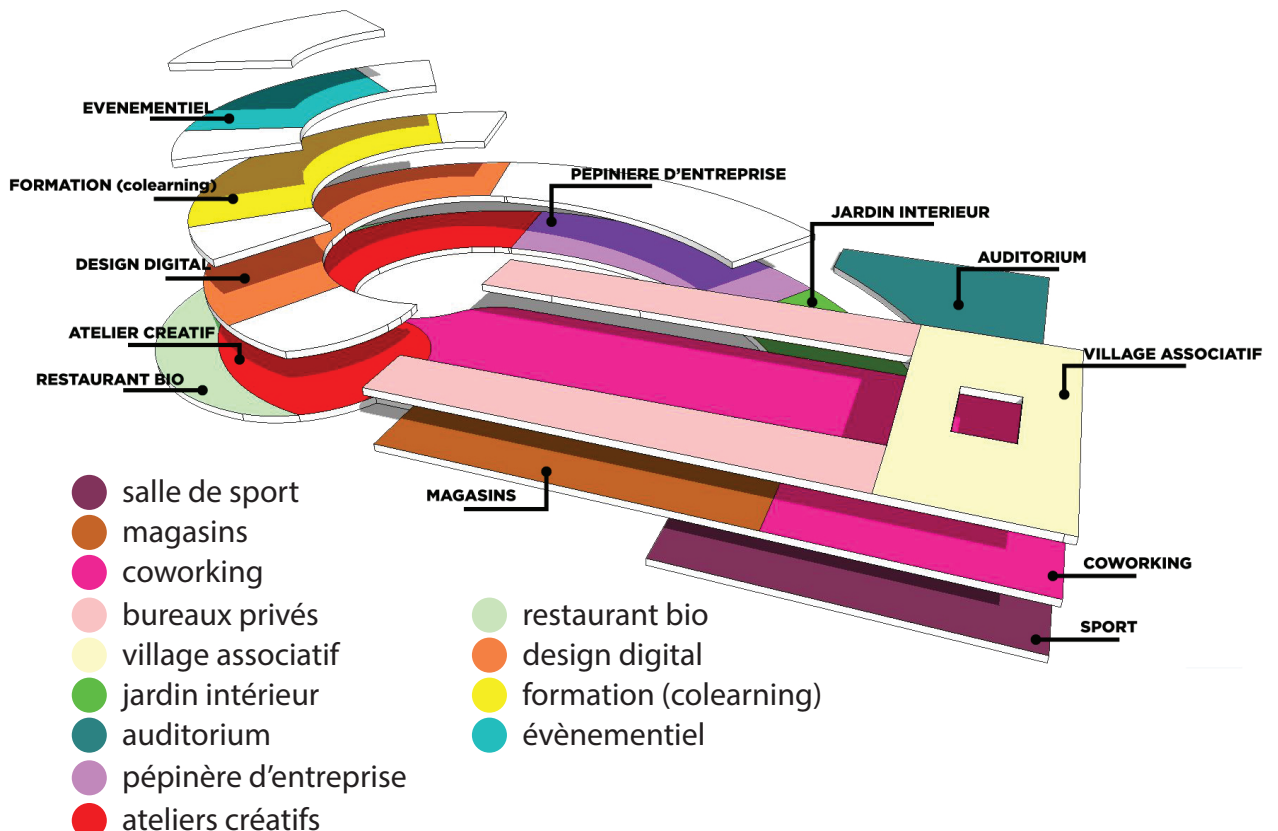 EVENEMENTIEL
PEPINIERE D'ENTREPRISE
FORMATION (colearning)
JARDIN INTERIEUR
AUDITORIUM
DESIGN DIGITAL
ATELIER CREATIF
VILLAGE ASSOCIATIF
RESTAURANT BIO
MAGASINS
COWORKING
SPORT
salle de sport
magasins
coworking
bureaux privés
village associatif
jardin intérieur
auditorium
pépinère d'entreprise
ateliers créatifs
restaurant bio
design digital
formation (colearning)
évènementiel